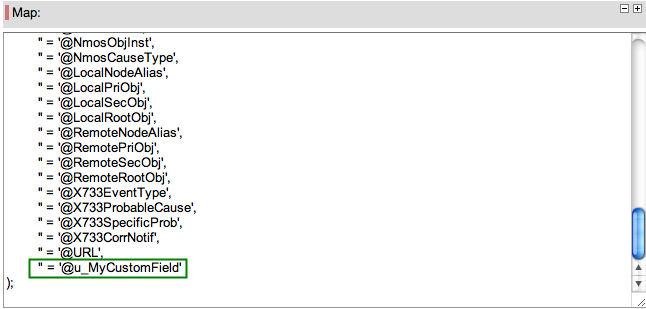 Map:
'' = '@NmosObjInst',
'' = '@NmosCauseType',
'' = '@LocalNodeAlias',
'' = '@LocalPriObj',
'' = '@LocalSecObj',
'' = '@LocalRootObj',
'' = '@RemoteNodeAlias',
'' = '@RemotePriObj',
'' = '@RemoteSecObj',
'' = '@RemoteRootObj',
'' = '@X733EventType',
'' = '@X733ProbableCause',
'' = '@X733SpecificProb',
'' = '@X733CorrNotif',
'' = '@URL',
'' = '@u_MyCustomField'
);